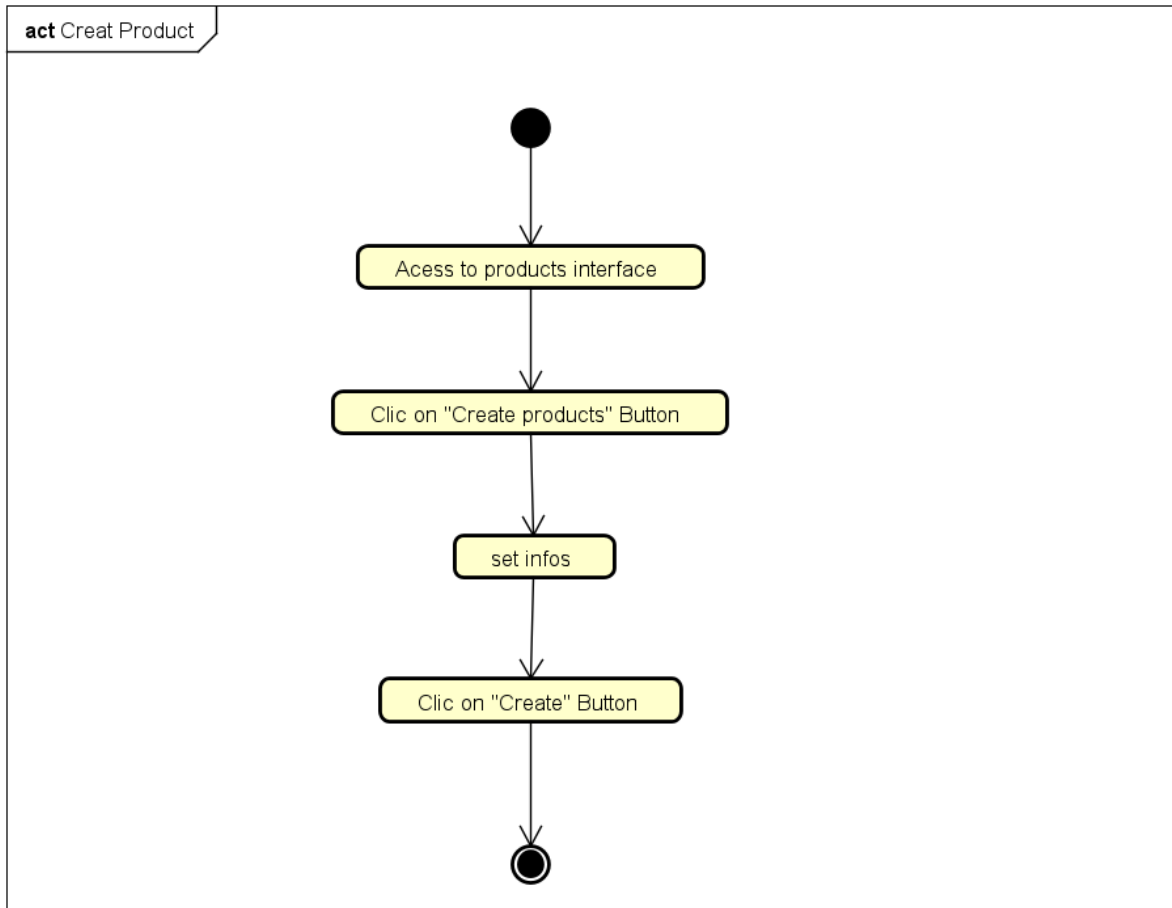 act Creat Product
Acess to products interface
Clic on "Create products" Button
set infos
Clic on "Create" Button